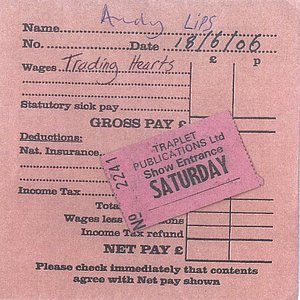 Name Andy Lips
No. Date 18/6/06
£ p
Wages Trading Hearts
Statutory sick pay
GROSS PAY £
Deductions:
Nat. Insurance
Income Tax
Total
Wages less
Income Tax refund
NET PAY £
Please check immediately that contents
agree with Net pay shown
TRAPLET
PUBLICATIONS Ltd
Show Entrance
SATURDAY
No 2241